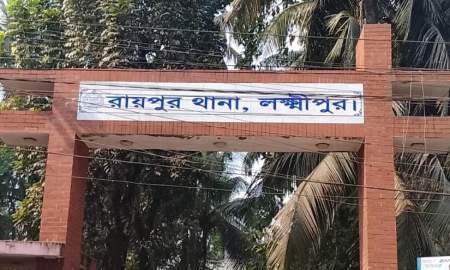 রায়পুর থানা, লক্ষ্মীপুর।